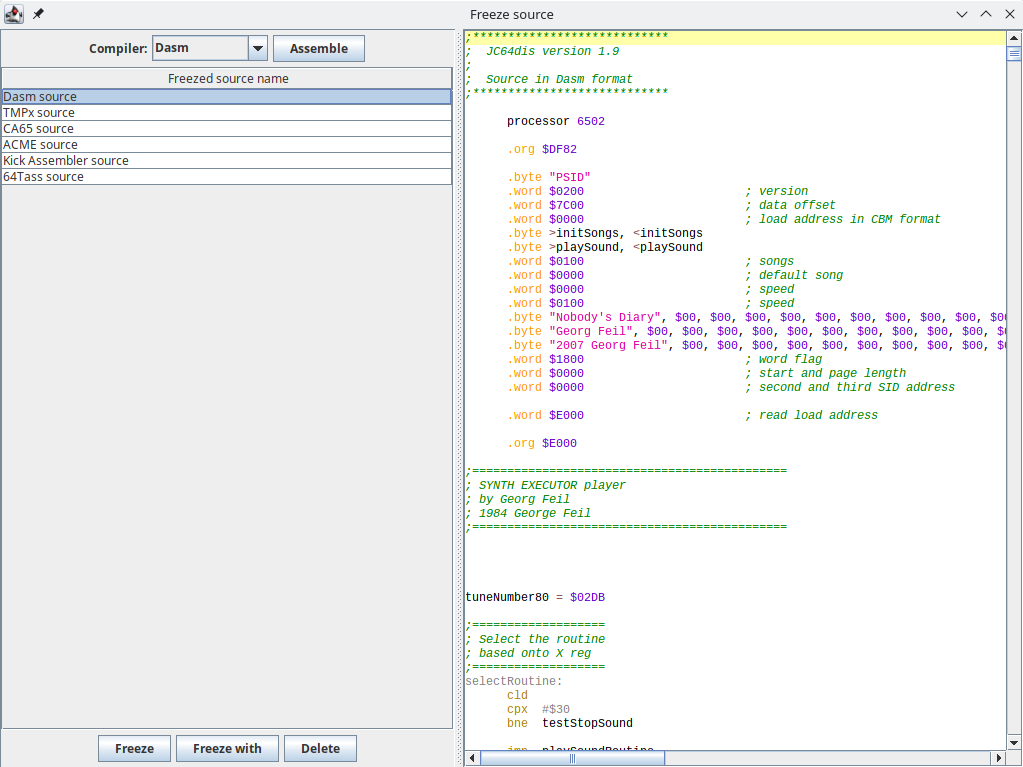 Freeze source
Compiler: Dasm Assemble
Freezed source name
Dasm source
TMPx source
CA65 source
ACME source
Kick Assembler source
64Tass source
Freeze Freeze with Delete
;****************************
;  JC64dis version 1.9
;
;  Source in Dasm format
;****************************
processor 6502
.org $DF82
.byte "PSID"
.word $0200 ; version
.word $7C00 ; data offset
.word $0000 ; load address in CBM format
.byte >initSongs, <initSongs
.byte >playSound, <playSound
.word $0100 ; songs
.word $0000 ; default song
.word $0000 ; speed
.word $0100 ; speed
.byte "Nobody's Diary", $00, $00, $00, $00, $00, $00, $00, $00, $00,
.byte "Georg Feil", $00, $00, $00, $00, $00, $00, $00, $00, $00, $00,
.byte "2007 Georg Feil", $00, $00, $00, $00, $00, $00, $00, $00, $00,
.word $1800 ; word flag
.word $0000 ; start and page length
.word $0000 ; second and third SID address
.word $E000 ; read load address
.org $E000
;=============================================
; SYNTH EXECUTOR player
; by Georg Feil
; 1984 George Feil
;=============================================
tuneNumber80 = $02DB
;===================
; Select the routine
; based onto X reg
;===================
selectRoutine:
cld
cpx #$30
bne testStopSound
jmp playSoundRoutine